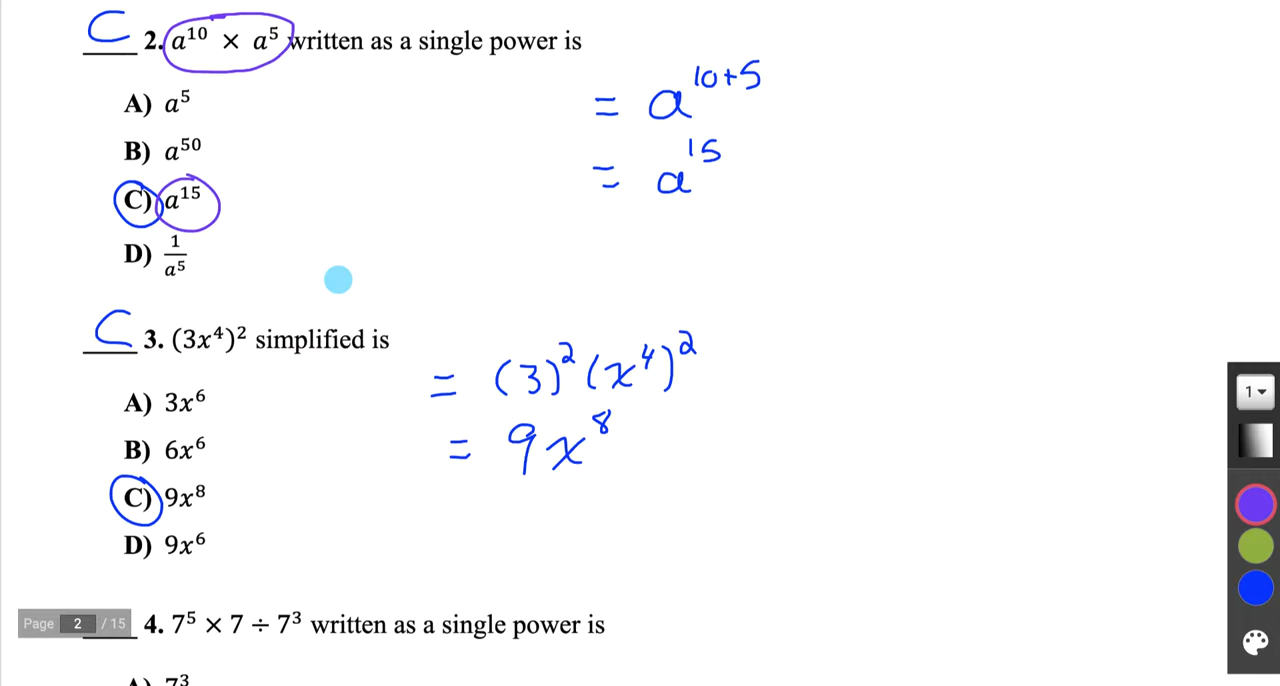 C 2. a¹⁰ × a⁵ written as a single power is
= a¹⁰⁺⁵
A) a⁵
B) a⁵⁰
= a¹⁵
C) a¹⁵
D) 1/a⁵
C 3. (3x⁴)² simplified is
= (3)² (x⁴)²
A) 3x⁶
B) 6x⁶
= 9x⁸
C) 9x⁸
D) 9x⁶
1
Page 2 / 15
4. 7⁵ × 7 ÷ 7³ written as a single power is
A) 7³